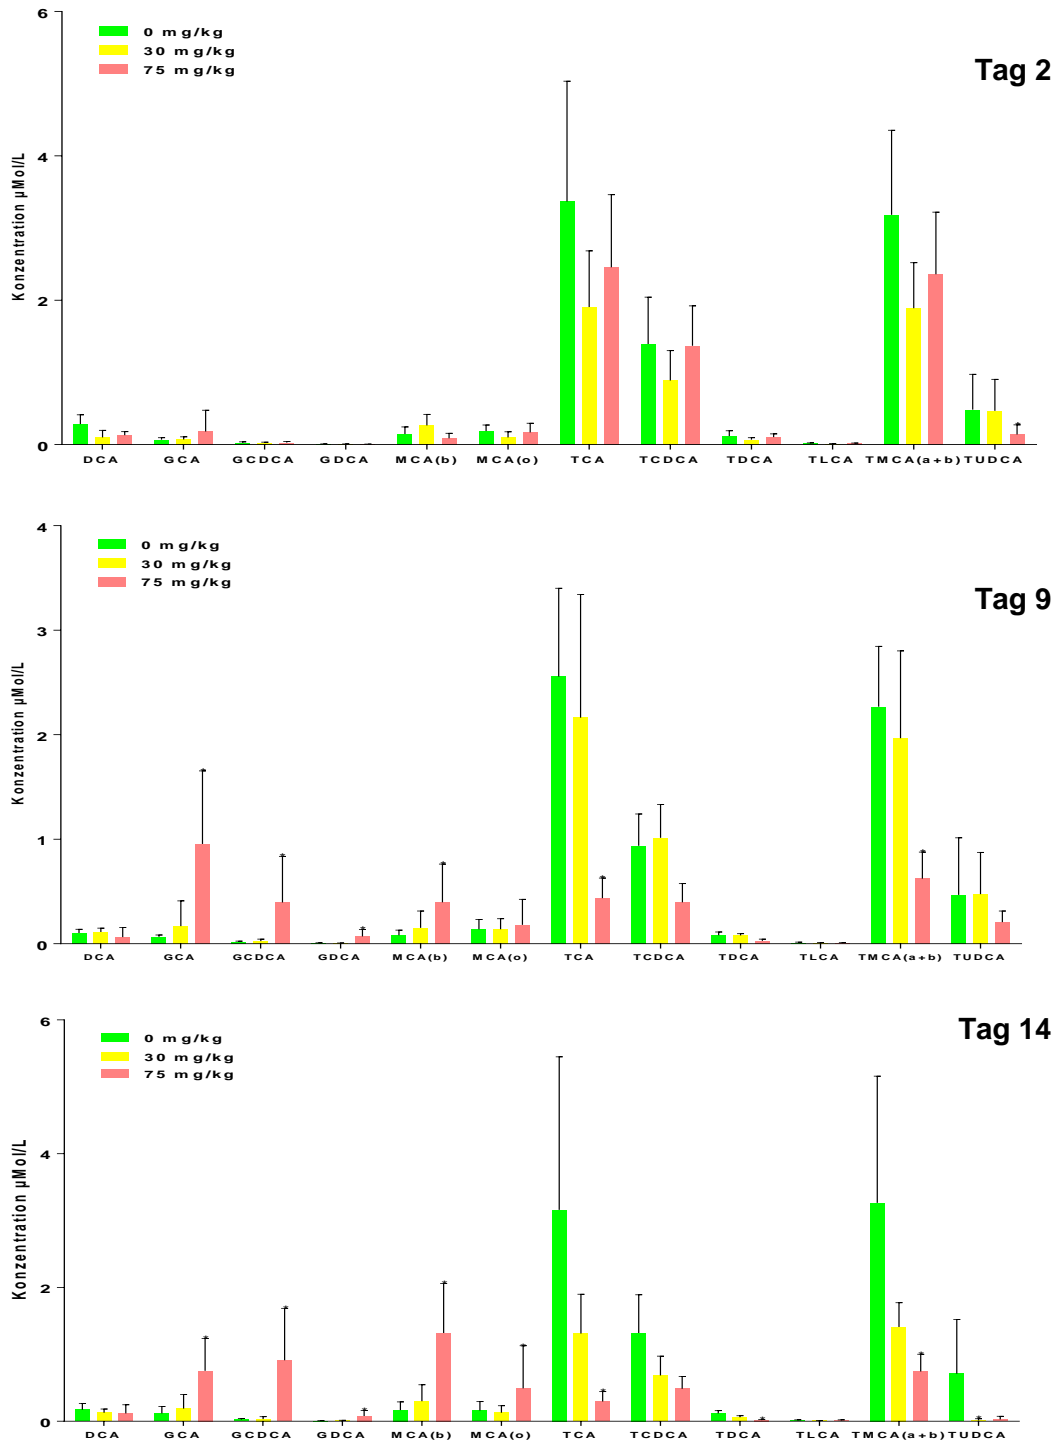 6
0 mg/kg
30 mg/kg
75 mg/kg
Tag 2
4
Konzentration µMol/L
2
0
DCA GCA GCDCA GDCA MCA(b) MCA(o) TCA TCDCA TDCA TLCA TMCA(a+b) TUDCA
4
0 mg/kg
30 mg/kg
75 mg/kg
Tag 9
3
Konzentration µMol/L
2
1
0
DCA GCA GCDCA GDCA MCA(b) MCA(o) TCA TCDCA TDCA TLCA TMCA(a+b) TUDCA
6
0 mg/kg
30 mg/kg
75 mg/kg
Tag 14
4
Konzentration µMol/L
2
0
DCA GCA GCDCA GDCA MCA(b) MCA(o) TCA TCDCA TDCA TLCA TMCA(a+b) TUDCA